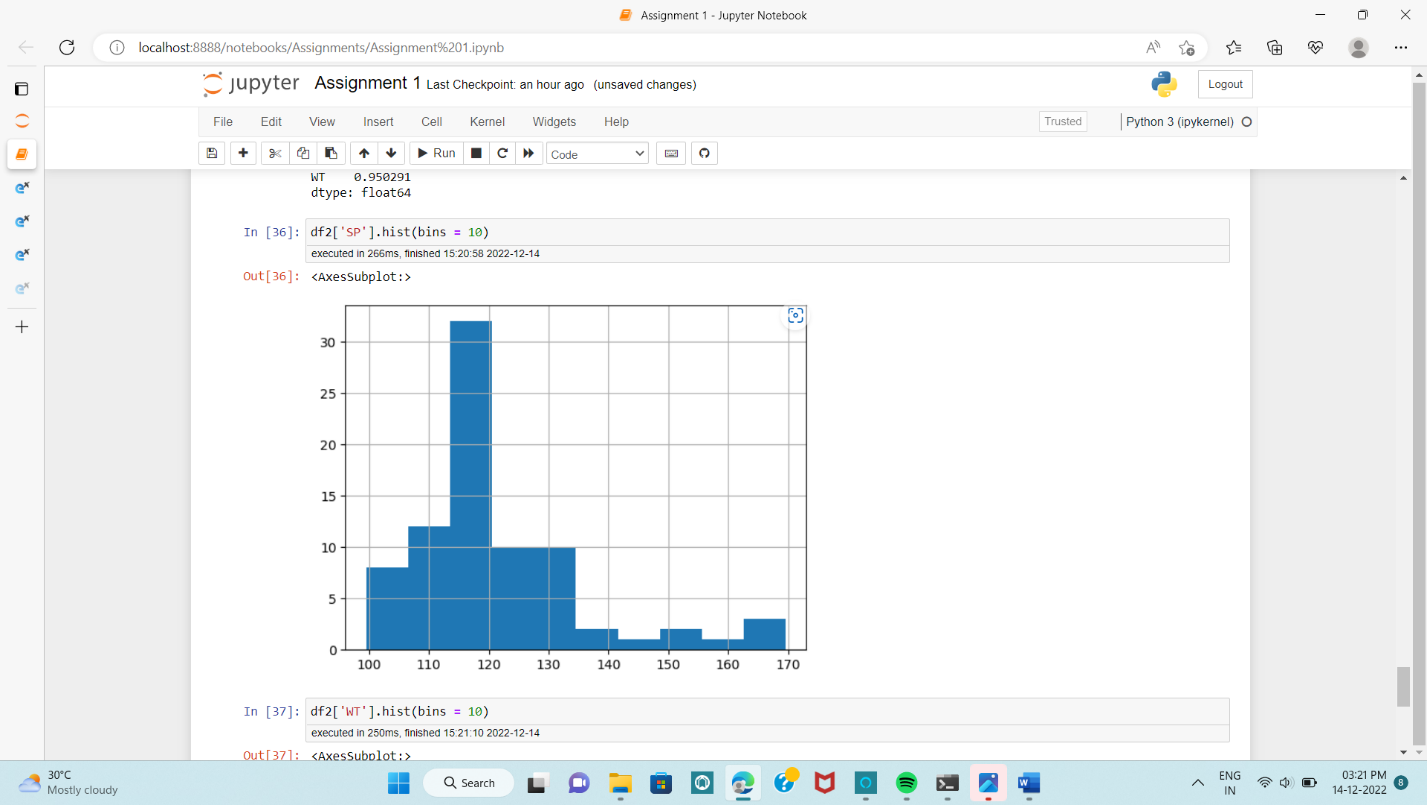 Assignment 1 - Jupyter Notebook
localhost:8888/notebooks/Assignments/Assignment%201.ipynb
jupyter Assignment 1 Last Checkpoint: an hour ago (unsaved changes)
Logout
File Edit View Insert Cell Kernel Widgets Help
Trusted
Python 3 (ipykernel)
Run
Code
WT 0.950291
dtype: float64
In [36]: df2['SP'].hist(bins = 10)
executed in 266ms, finished 15:20:58 2022-12-14
Out[36]: <AxesSubplot:>
30
25
20
15
10
5
0
100 110 120 130 140 150 160 170
In [37]: df2['WT'].hist(bins = 10)
executed in 250ms, finished 15:21:10 2022-12-14
Out[37]: <AxesSubplot:>
30°C
Mostly cloudy
Search
ENG
IN
03:21 PM
14-12-2022
8